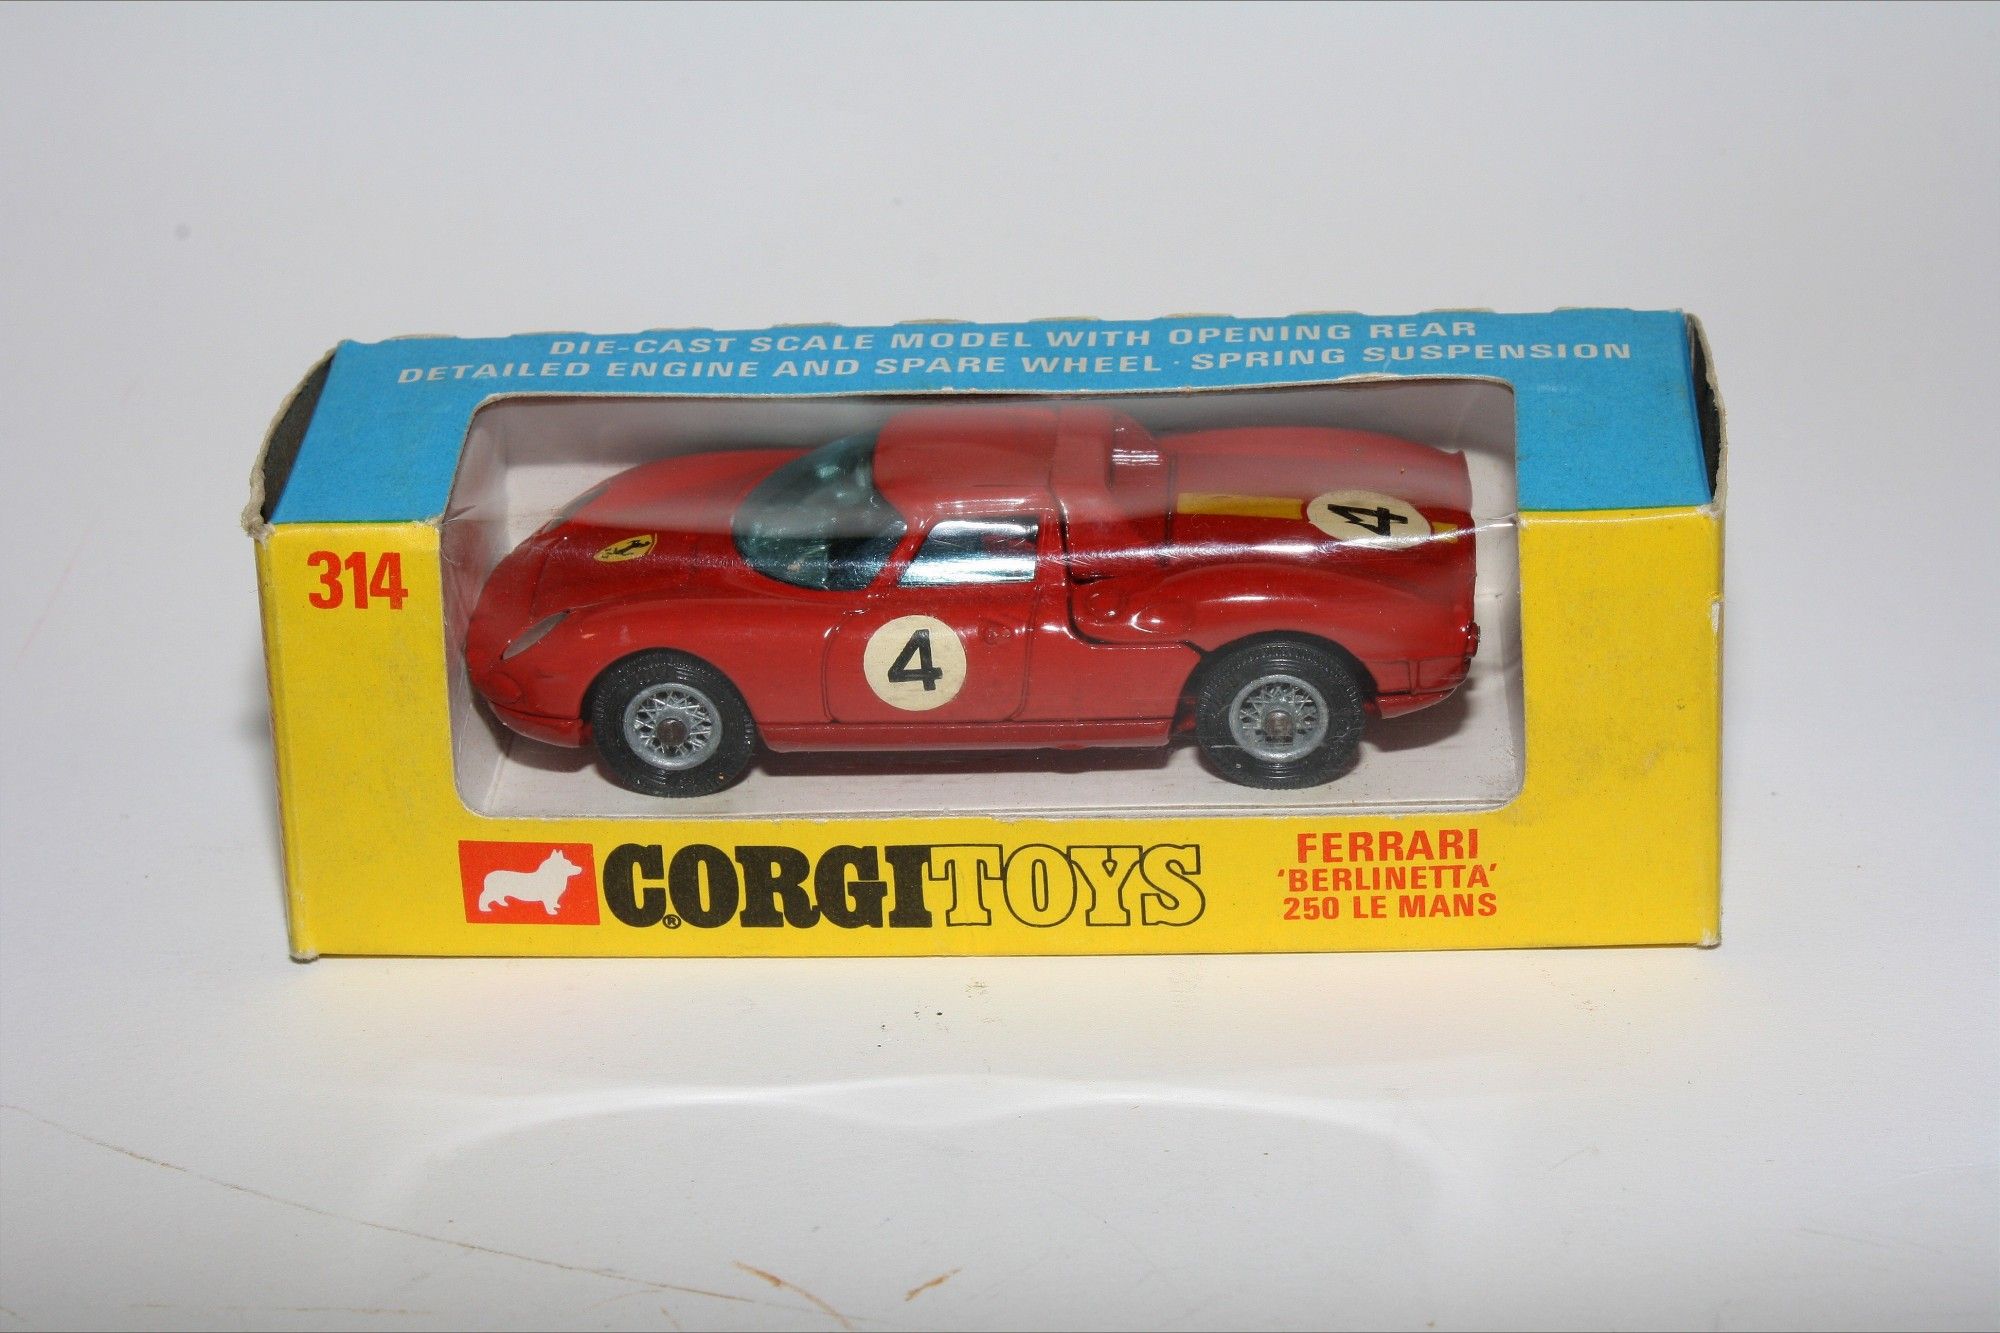 DIE-CAST SCALE MODEL WITH OPENING REAR
DETAILED ENGINE AND SPARE WHEEL · SPRING SUSPENSION
314
4
4
CORGI TOYS
®
FERRARI
'BERLINETTA'
250 LE MANS